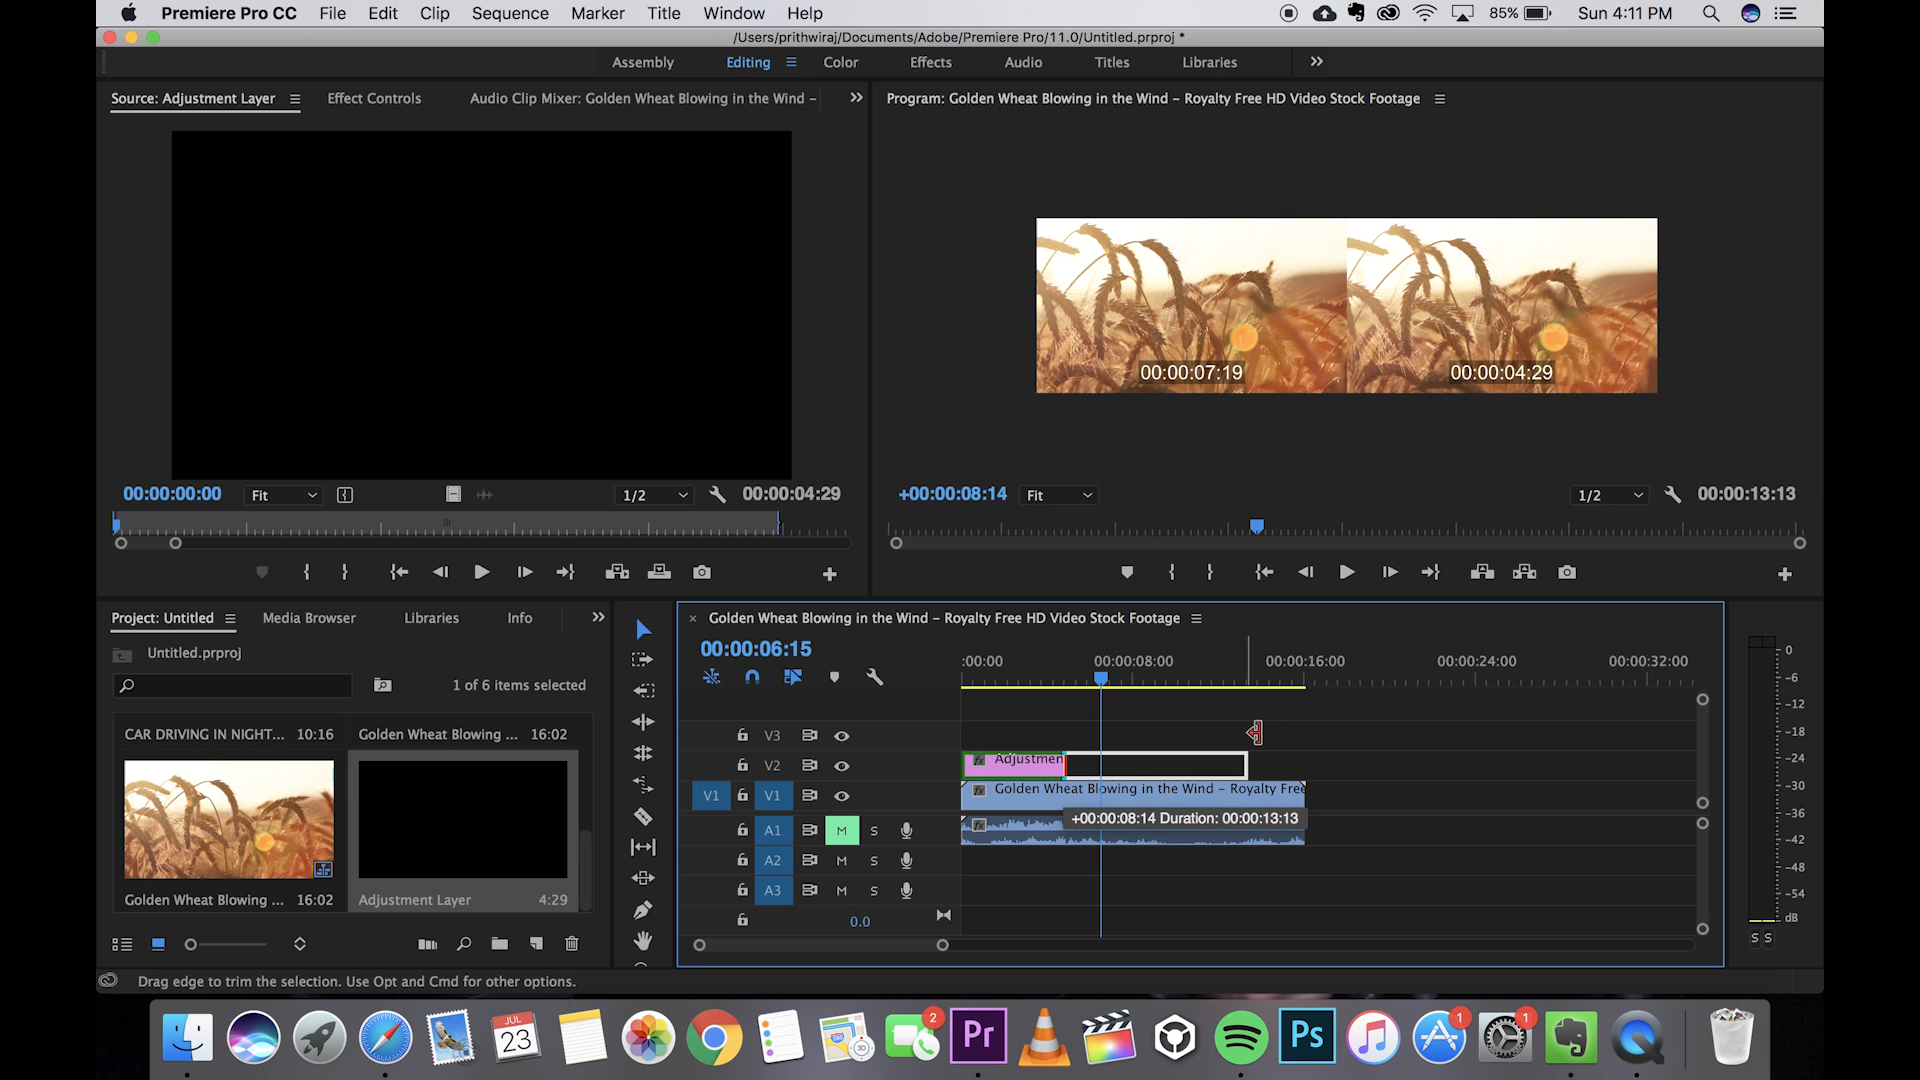 Premiere Pro CC File Edit Clip Sequence Marker Title Window Help 85% Sun 4:11 PM
/Users/prithwiraj/Documents/Adobe/Premiere Pro/11.0/Untitled.prproj *
Assembly Editing Color Effects Audio Titles Libraries
Source: Adjustment Layer Effect Controls Audio Clip Mixer: Golden Wheat Blowing in the Wind –
Program: Golden Wheat Blowing in the Wind – Royalty Free HD Video Stock Footage
00:00:07:19 00:00:04:29
00:00:00:00 Fit 1/2 00:00:04:29
+00:00:08:14 Fit 1/2 00:00:13:13
Project: Untitled Media Browser Libraries Info
Untitled.prproj
1 of 6 items selected
CAR DRIVING IN NIGHT... 10:16 Golden Wheat Blowing ... 16:02
Golden Wheat Blowing ... 16:02 Adjustment Layer 4:29
× Golden Wheat Blowing in the Wind – Royalty Free HD Video Stock Footage
00:00:06:15
:00:00 00:00:08:00 00:00:16:00 00:00:24:00 00:00:32:00
V3
V2 fx Adjustmen
V1 V1 fx Golden Wheat Blowing in the Wind – Royalty Free
+00:00:08:14 Duration: 00:00:13:13
A1 M S fx
A2 M S
A3 M S
0.0
0
-6
-12
-18
-24
-30
-36
-42
-48
-54
dB
S S
Drag edge to trim the selection. Use Opt and Cmd for other options.
JUL
23
2
Pr
Ps
1
1